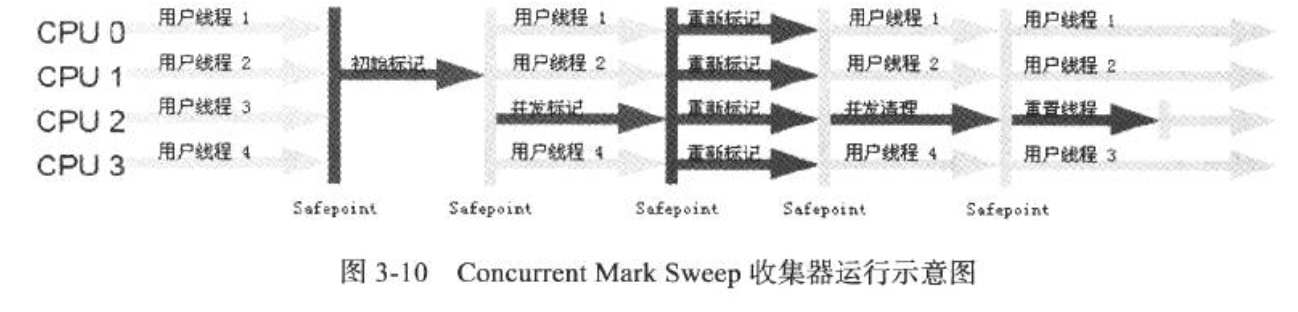 用户线程 1 用户线程 1 重新标记 用户线程 1 用户线程 1
CPU 0
用户线程 2 初始标记 用户线程 2 重新标记 用户线程 2 用户线程 2
CPU 1
用户线程 3 并发标记 重新标记 并发清理 重置线程
CPU 2
用户线程 4 用户线程 4 重新标记 用户线程 4 用户线程 3
CPU 3
Safepoint Safepoint Safepoint Safepoint Safepoint
图 3-10 Concurrent Mark Sweep 收集器运行示意图